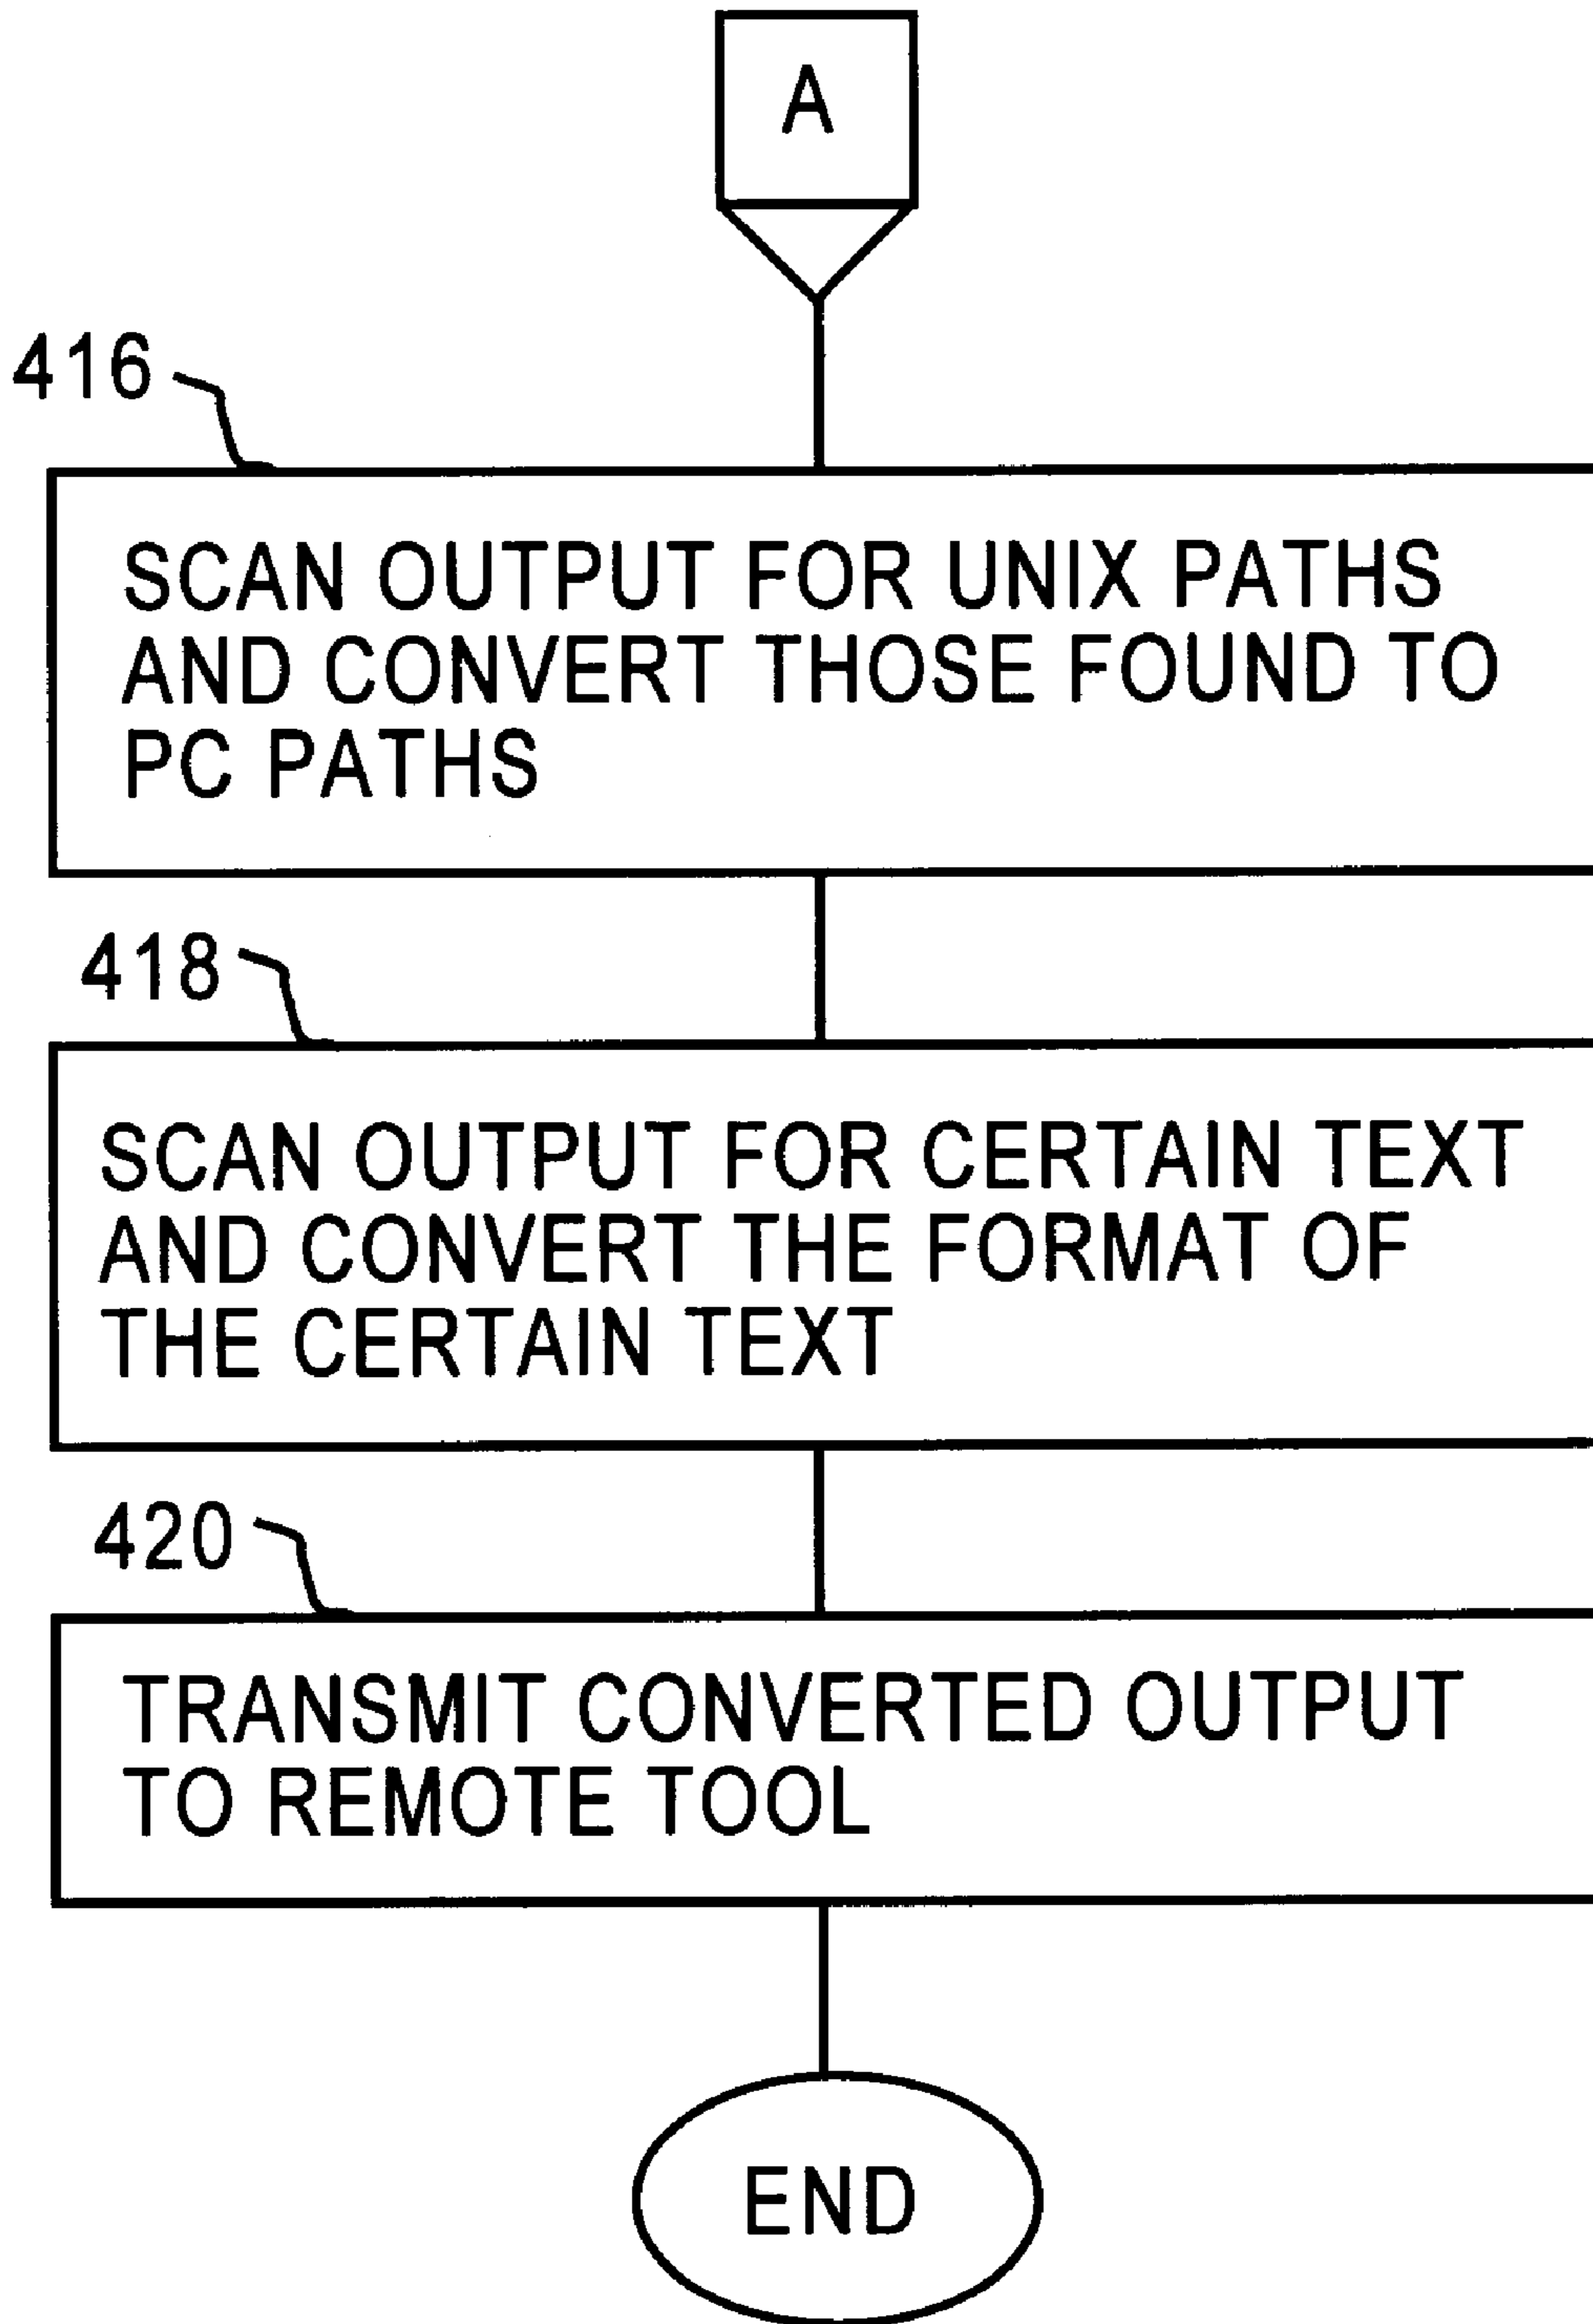 A
416
SCAN OUTPUT FOR UNIX PATHS
AND CONVERT THOSE FOUND TO
PC PATHS
418
SCAN OUTPUT FOR CERTAIN TEXT
AND CONVERT THE FORMAT OF
THE CERTAIN TEXT
420
TRANSMIT CONVERTED OUTPUT
TO REMOTE TOOL
END